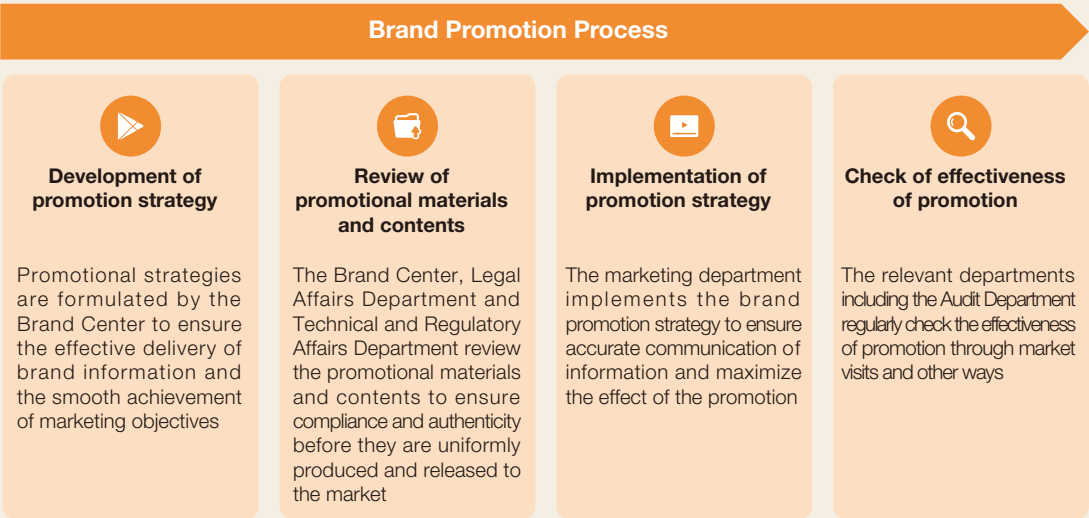 Brand Promotion Process
Development of
promotion strategy
Promotional strategies
are formulated by the
Brand Center to ensure
the effective delivery of
brand information and
the smooth achievement
of marketing objectives
Review of
promotional materials
and contents
The Brand Center, Legal
Affairs Department and
Technical and Regulatory
Affairs Department review
the promotional materials
and contents to ensure
compliance and authenticity
before they are uniformly
produced and released to
the market
Implementation of
promotion strategy
The marketing department
implements the brand
promotion strategy to ensure
accurate communication of
information and maximize
the effect of the promotion
Check of effectiveness
of promotion
The relevant departments
including the Audit Department
regularly check the effectiveness
of promotion through market
visits and other ways